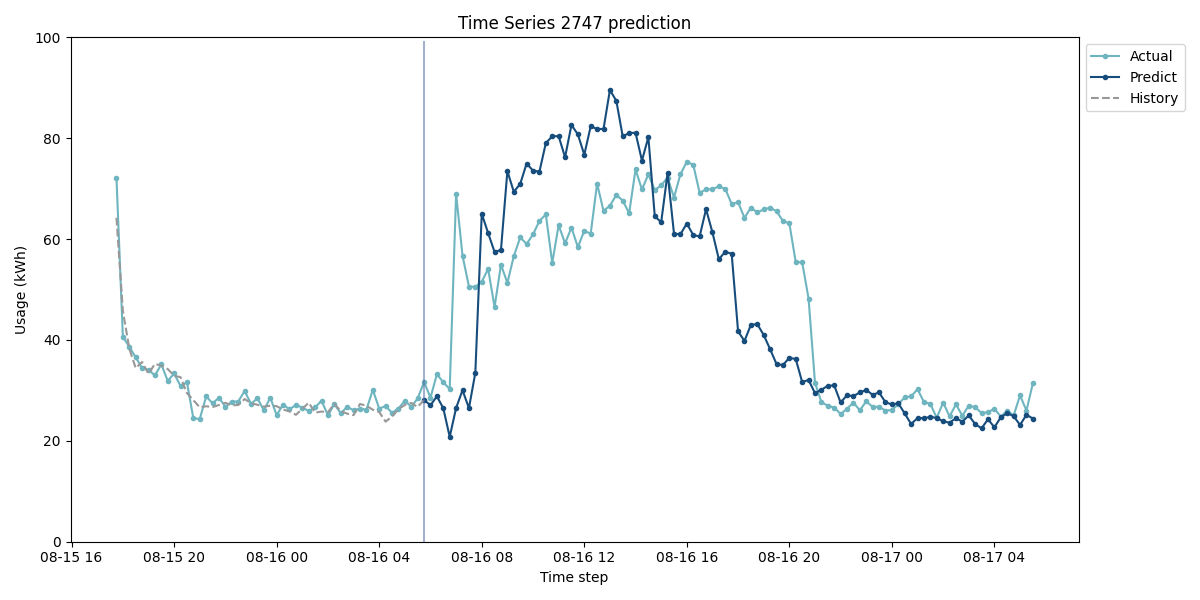 Time Series 2747 prediction
100
80
60
40
20
0
Usage (kWh)
08-15 16 08-15 20 08-16 00 08-16 04 08-16 08 08-16 12 08-16 16 08-16 20 08-17 00 08-17 04
Time step
Actual
Predict
History